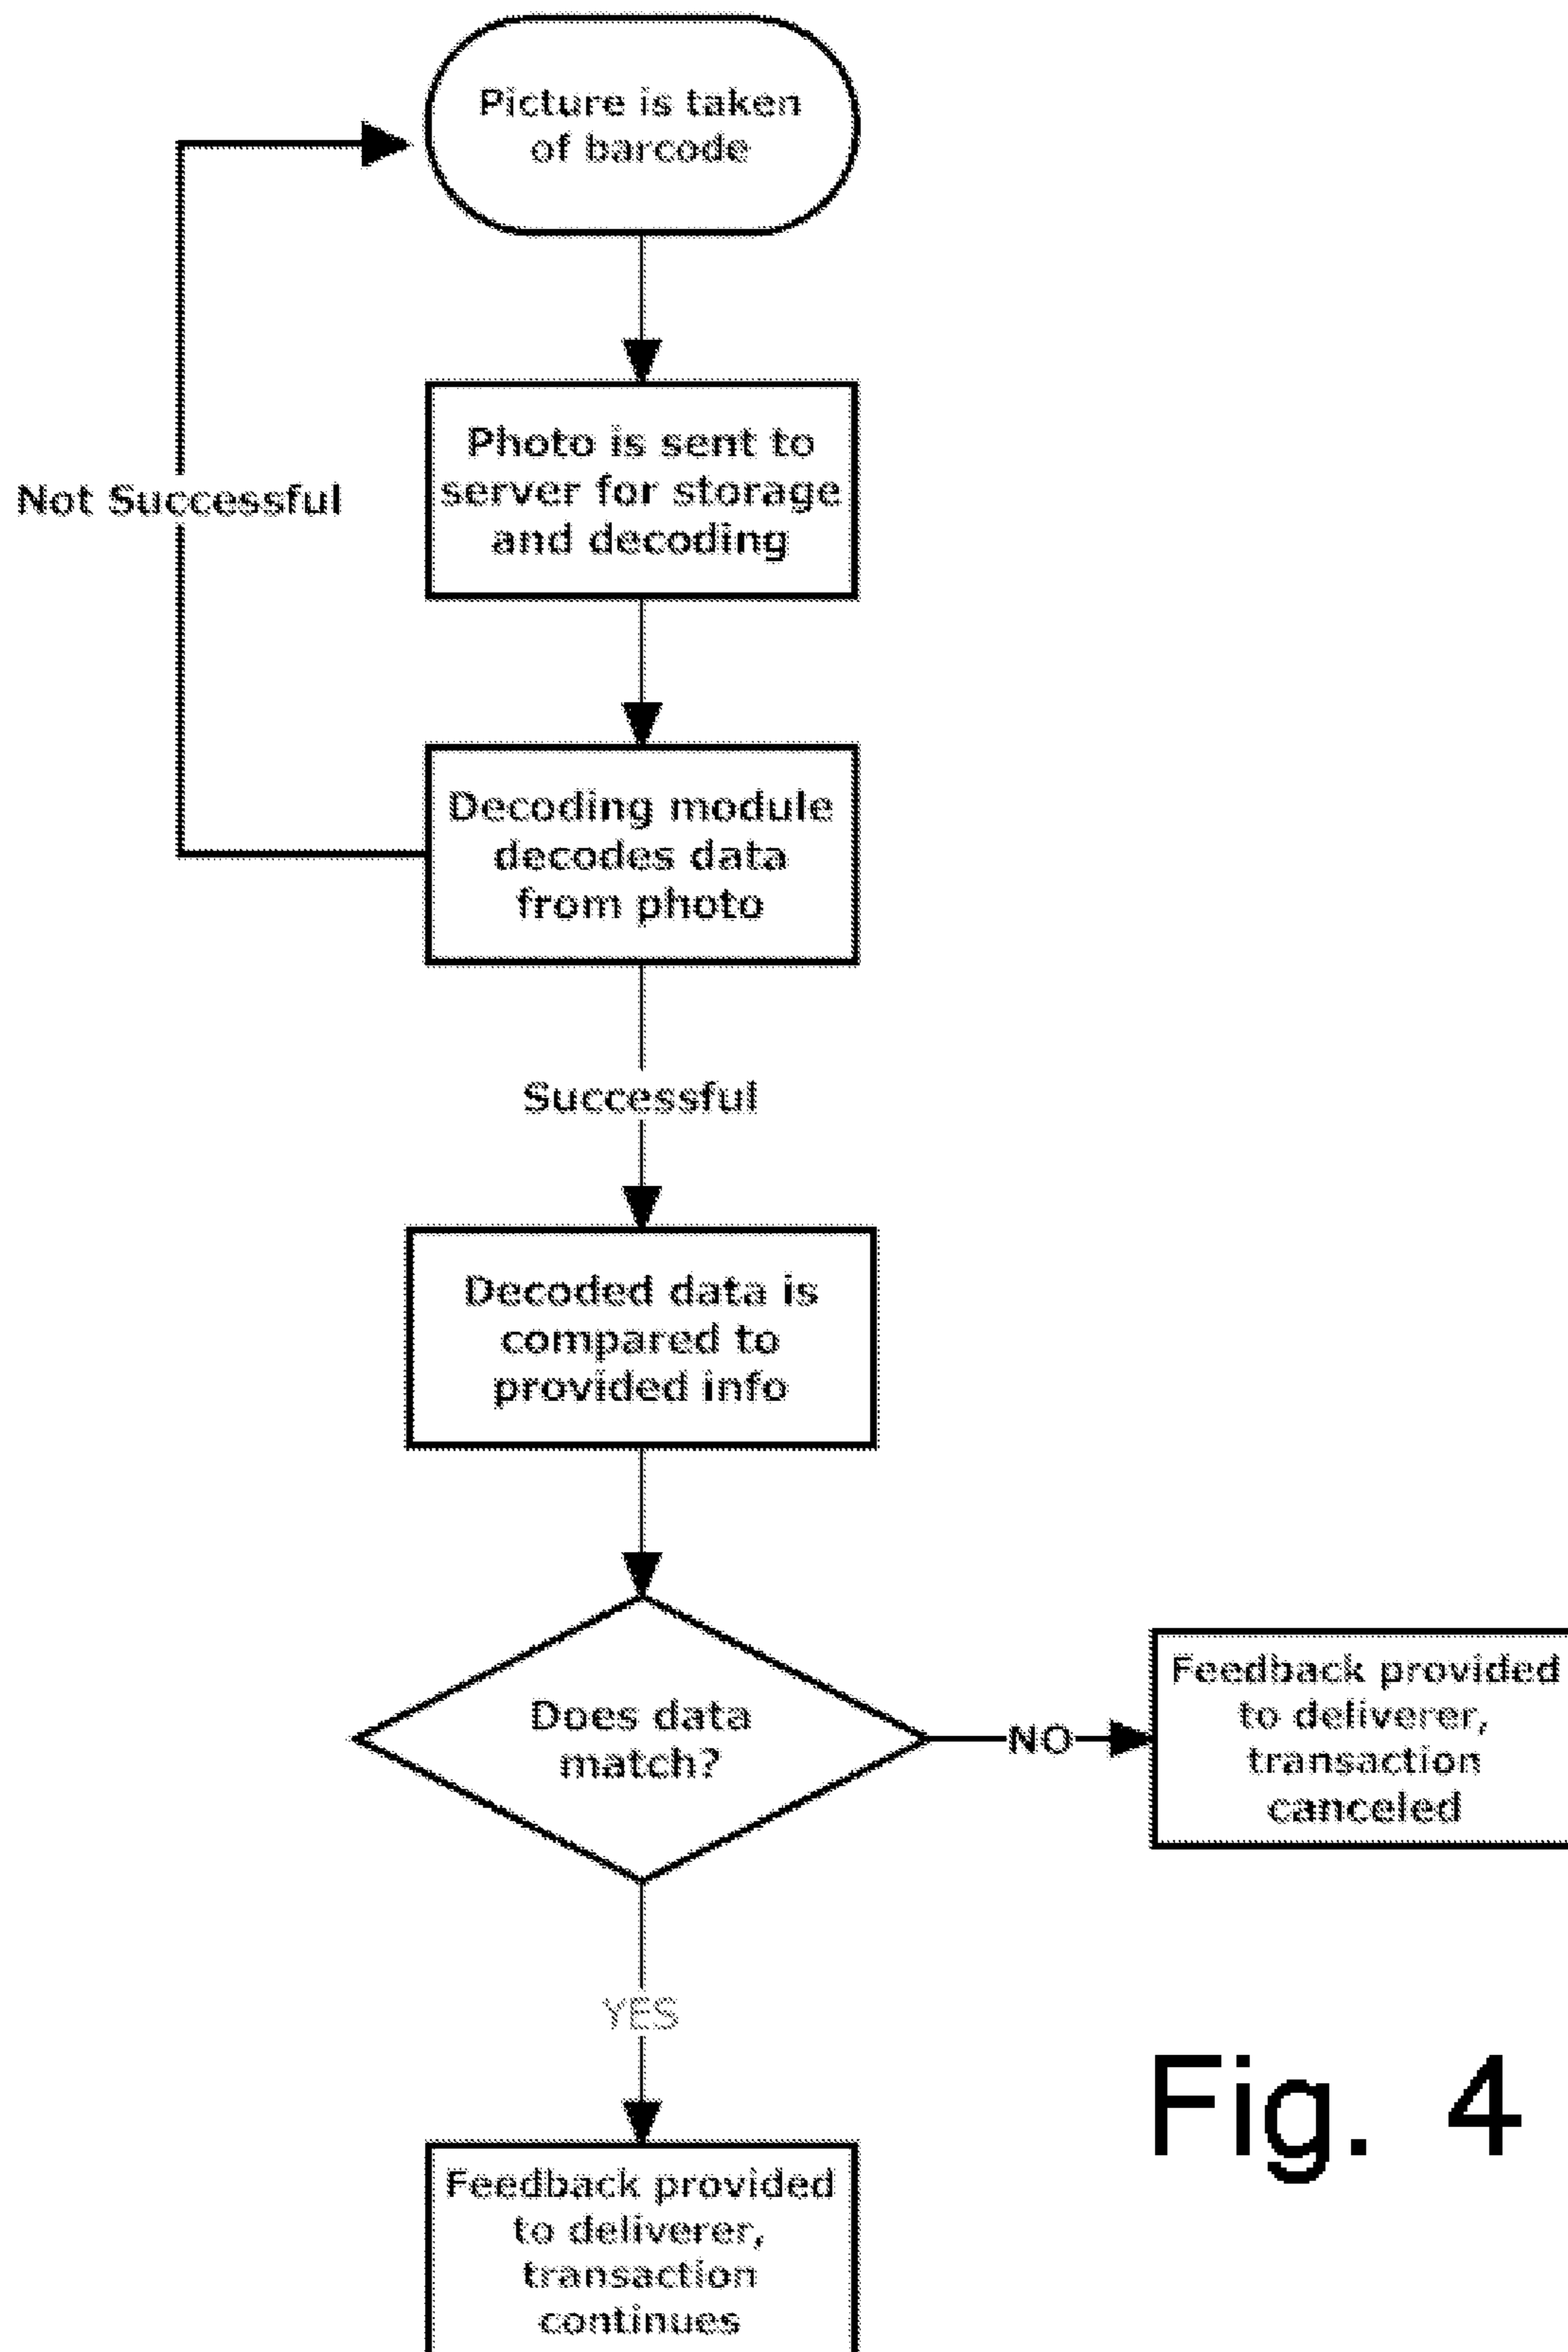 Picture is taken
of barcode
Photo is sent to
server for storage
and decoding
Not Successful
Decoding module
decodes data
from photo
Successful
Decoded data is
compared to
provided info
Does data
match?
NO
Feedback provided
to deliverer,
transaction
canceled
YES
Feedback provided
to deliverer,
transaction
continues
Fig. 4